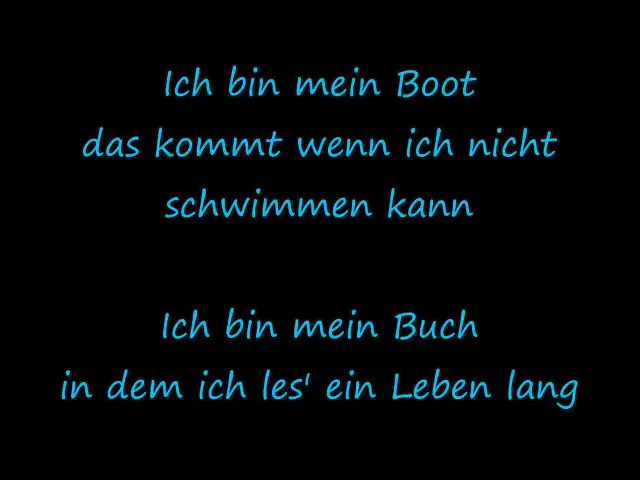 Ich bin mein Boot
das kommt wenn ich nicht
schwimmen kann
Ich bin mein Buch
in dem ich les' ein Leben lang